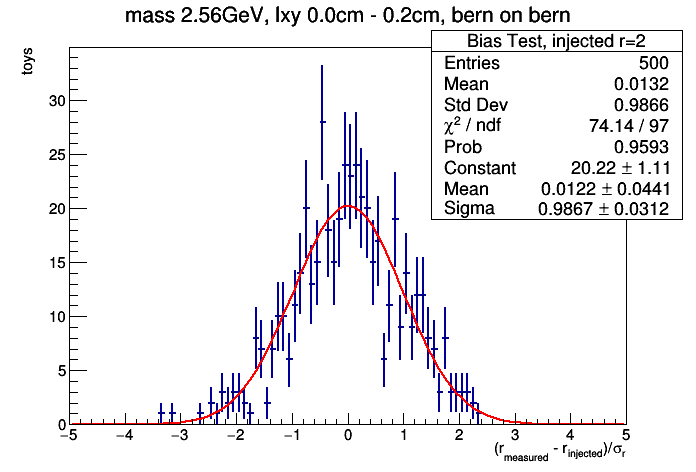 mass 2.56GeV, lxy 0.0cm - 0.2cm, bern on bern
toys
Bias Test, injected r=2
Entries 500
Mean 0.0132
Std Dev 0.9866
χ² / ndf 74.14 / 97
Prob 0.9593
Constant 20.22 ± 1.11
Mean 0.0122 ± 0.0441
Sigma 0.9867 ± 0.0312
30
25
20
15
10
5
0
−5 −4 −3 −2 −1 0 1 2 3 4 5
(r_measured - r_injected)/σ_r